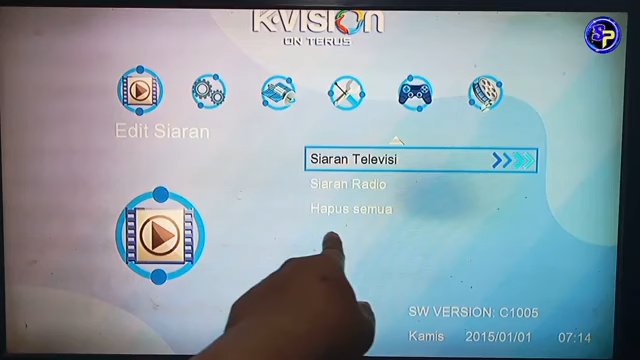 K-VISION
ON TERUS
SP
Edit Siaran
Siaran Televisi
Siaran Radio
Hapus semua
SW VERSION: C1005
Kamis 2015/01/01 07:14